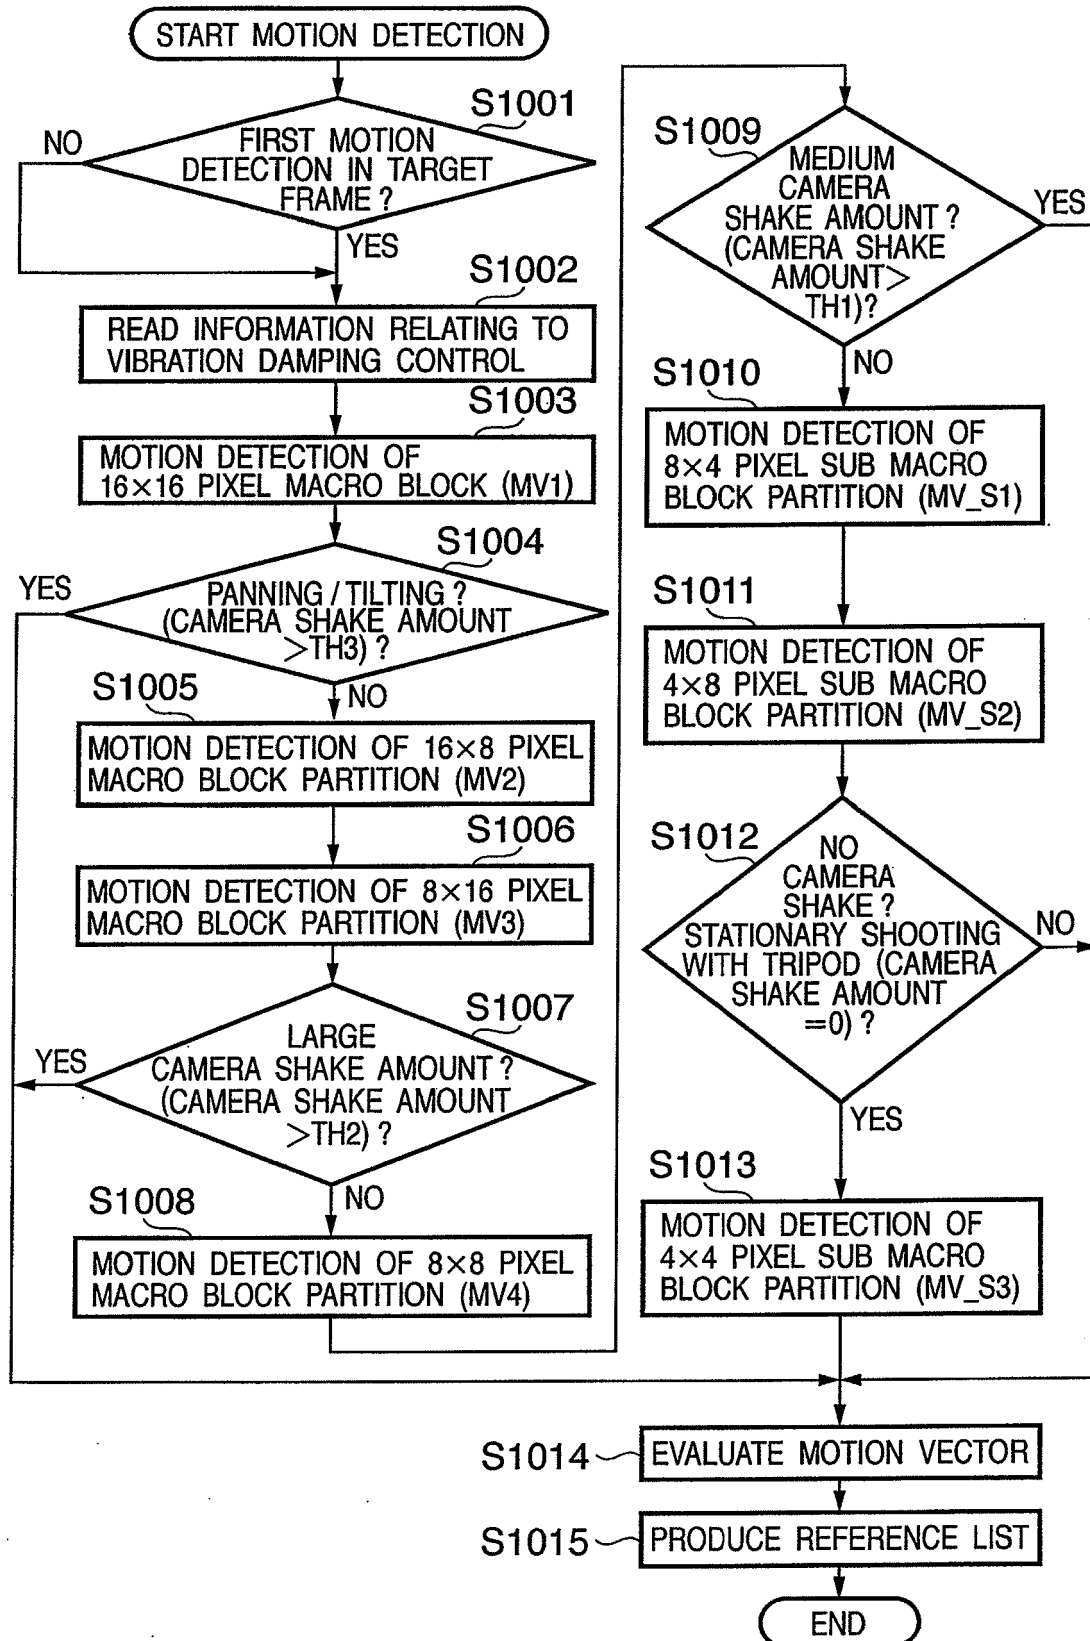 START MOTION DETECTION
S1001
NO
FIRST MOTION
DETECTION IN TARGET
FRAME ?
YES
S1002
READ INFORMATION RELATING TO
VIBRATION DAMPING CONTROL
S1003
MOTION DETECTION OF
16×16 PIXEL MACRO BLOCK (MV1)
S1004
YES
PANNING / TILTING ?
(CAMERA SHAKE AMOUNT
>TH3) ?
NO
S1005
MOTION DETECTION OF 16×8 PIXEL
MACRO BLOCK PARTITION (MV2)
S1006
MOTION DETECTION OF 8×16 PIXEL
MACRO BLOCK PARTITION (MV3)
S1007
YES
LARGE
CAMERA SHAKE AMOUNT ?
(CAMERA SHAKE AMOUNT
>TH2) ?
NO
S1008
MOTION DETECTION OF 8×8 PIXEL
MACRO BLOCK PARTITION (MV4)
S1009
MEDIUM
CAMERA
SHAKE AMOUNT ?
(CAMERA SHAKE
AMOUNT>
TH1)?
YES
NO
S1010
MOTION DETECTION OF
8×4 PIXEL SUB MACRO
BLOCK PARTITION (MV_S1)
S1011
MOTION DETECTION OF
4×8 PIXEL SUB MACRO
BLOCK PARTITION (MV_S2)
S1012
NO
CAMERA
SHAKE ?
STATIONARY SHOOTING
WITH TRIPOD (CAMERA
SHAKE AMOUNT
=0) ?
NO
YES
S1013
MOTION DETECTION OF
4×4 PIXEL SUB MACRO
BLOCK PARTITION (MV_S3)
S1014
EVALUATE MOTION VECTOR
S1015
PRODUCE REFERENCE LIST
END